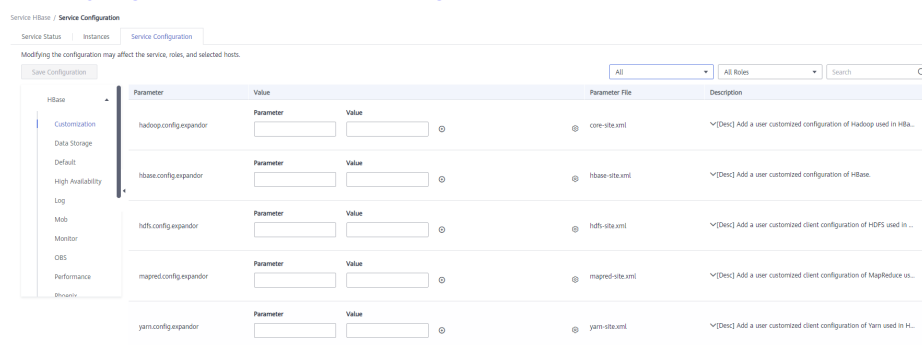 Service HBase / Service Configuration
Service Status
Instances
Service Configuration
Modifying the configuration may affect the service, roles, and selected hosts.
Save Configuration
All
All Roles
Search
HBase
Customization
Data Storage
Default
High Availability
Log
Mob
Monitor
OBS
Performance
Phoenix
Parameter Value Parameter File Description
Parameter Value
hadoop.config.expandor core-site.xml [Desc] Add a user customized configuration of Hadoop used in HBa...
Parameter Value
hbase.config.expandor hbase-site.xml [Desc] Add a user customized configuration of HBase.
Parameter Value
hdfs.config.expandor hdfs-site.xml [Desc] Add a user customized client configuration of HDFS used in ...
Parameter Value
mapred.config.expandor mapred-site.xml [Desc] Add a user customized client configuration of MapReduce us...
Parameter Value
yarn.config.expandor yarn-site.xml [Desc] Add a user customized client configuration of Yarn used in H...